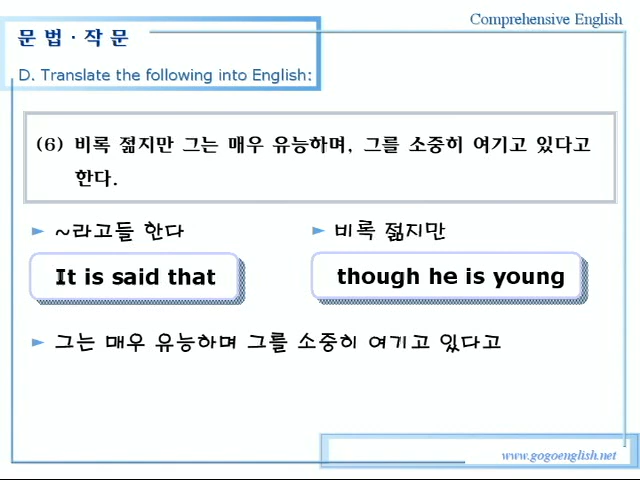 Comprehensive English
문 법 · 작 문
D. Translate the following into English:
(6) 비록 젊지만 그는 매우 유능하며, 그를 소중히 여기고 있다고
한다.
► ~라고들 한다
► 비록 젊지만
It is said that
though he is young
► 그는 매우 유능하며 그를 소중히 여기고 있다고
www.gogoenglish.net